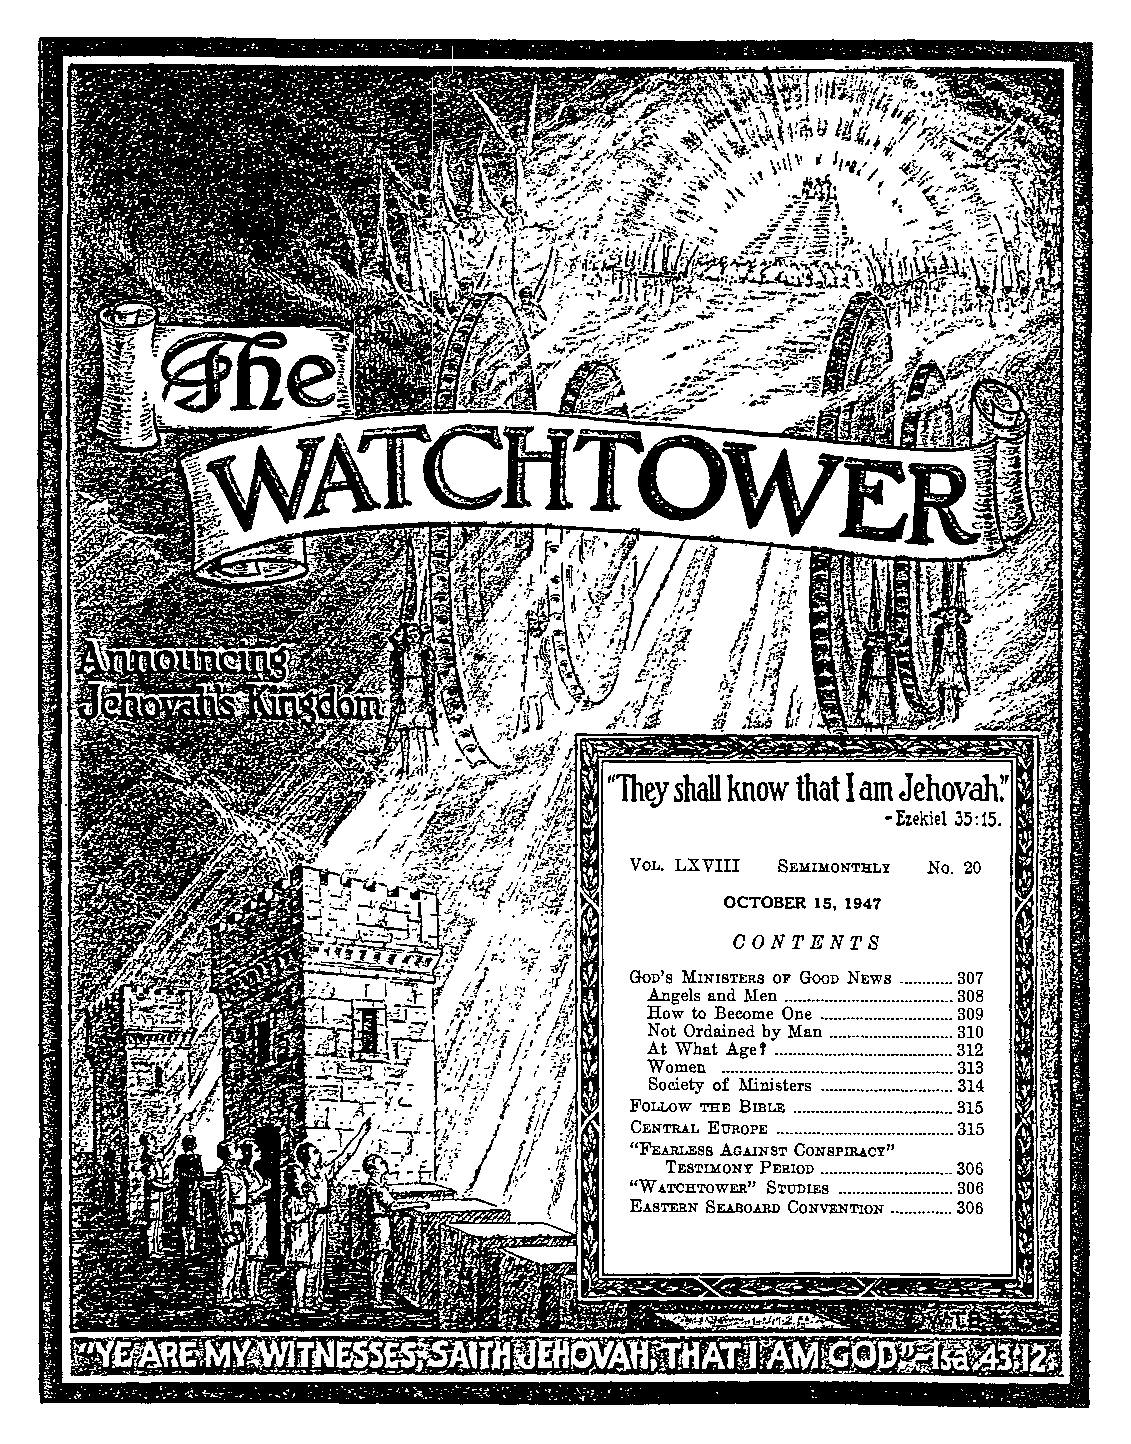 The
WATCHTOWER
Announcing
Jehovah's Kingdom
"They shall know that I am Jehovah."
- Ezekiel 35:15.
VOL. LXVIII SEMIMONTHLY No. 20
OCTOBER 15, 1947
CONTENTS
GOD'S MINISTERS OF GOOD NEWS ........... 307
Angels and Men ................................. 308
How to Become One .......................... 309
Not Ordained by Man ......................... 310
At What Age? ................................... 312
Women ............................................ 313
Society of Ministers .......................... 314
FOLLOW THE BIBLE ............................... 315
CENTRAL EUROPE .................................. 315
"FEARLESS AGAINST CONSPIRACY"
TESTIMONY PERIOD ......................... 306
"WATCHTOWER" STUDIES ...................... 306
EASTERN SEABOARD CONVENTION ............. 306
"YE ARE MY WITNESSES, SAITH JEHOVAH, THAT I AM GOD."-Isa. 43:12.